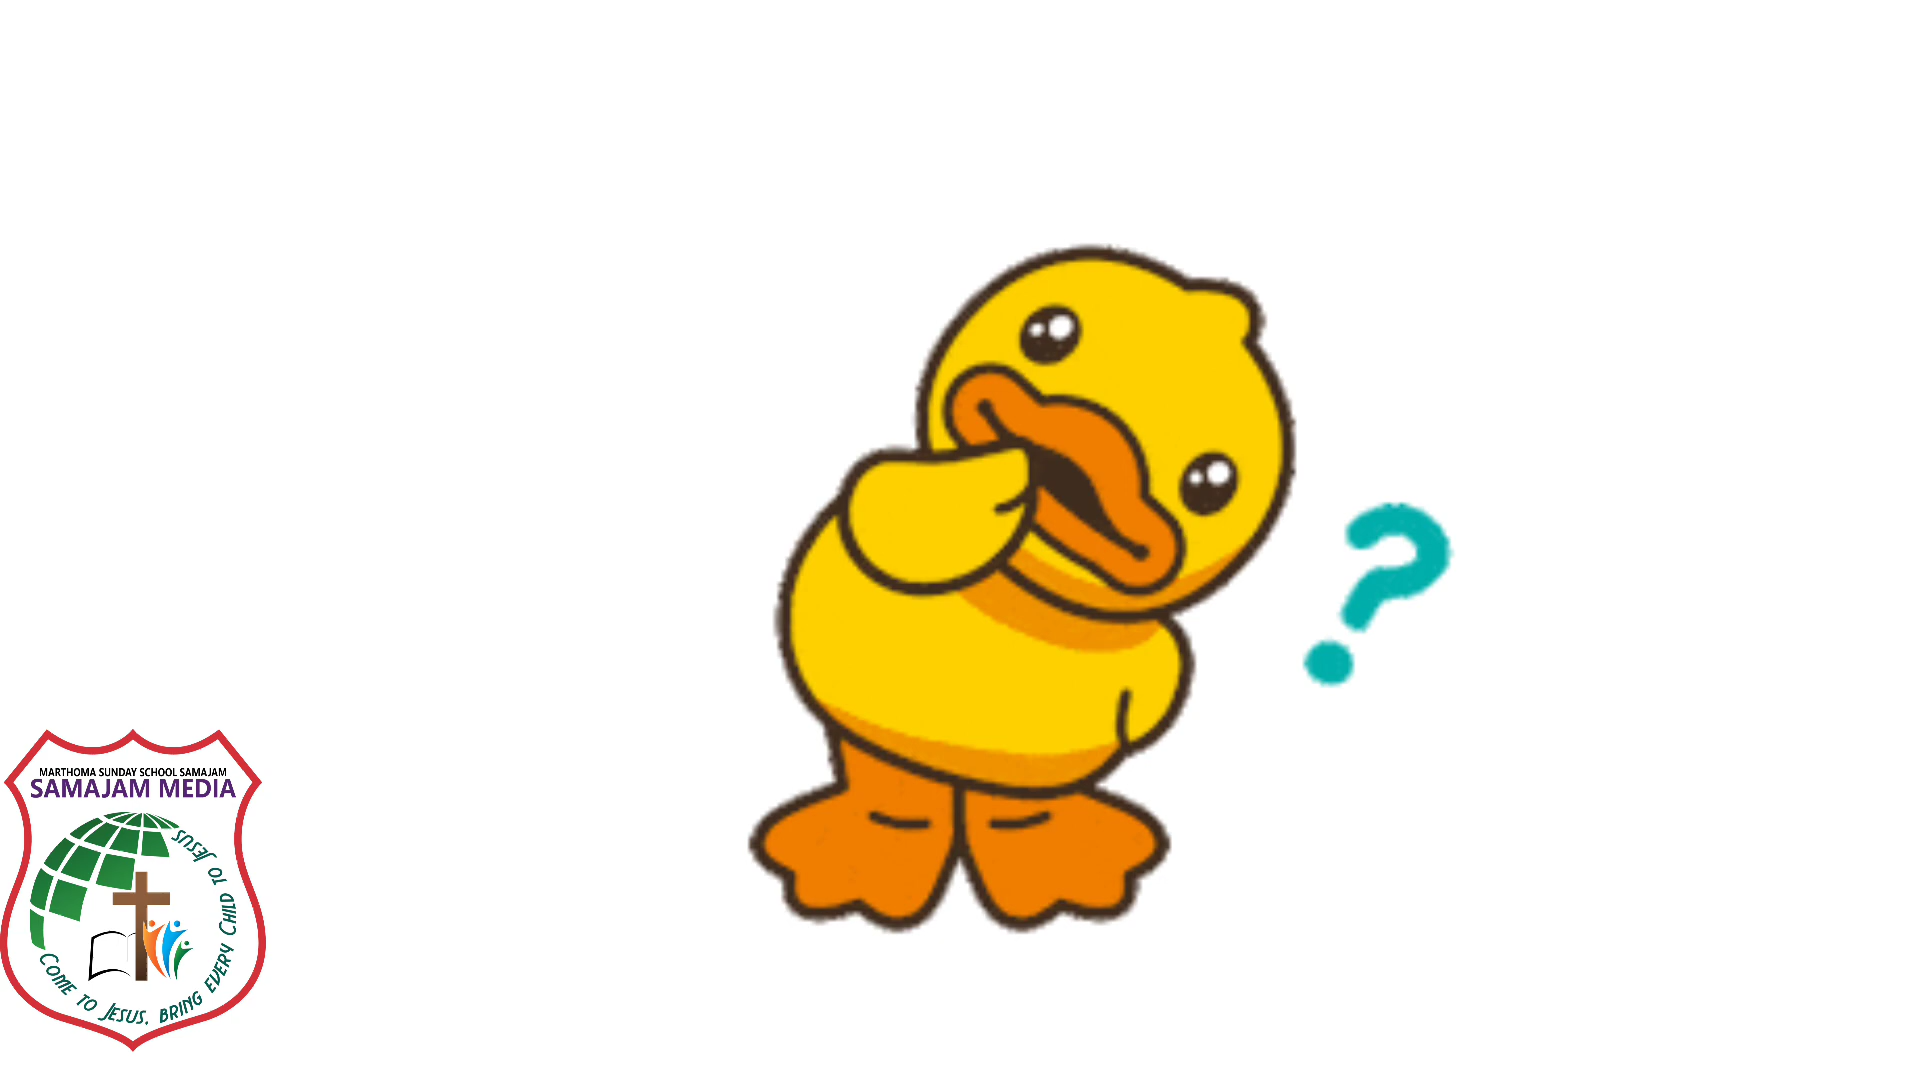 ?
MARTHOMA SUNDAY SCHOOL SAMAJAM
SAMAJAM MEDIA
COME TO JESUS, BRING EVERY CHILD TO JESUS